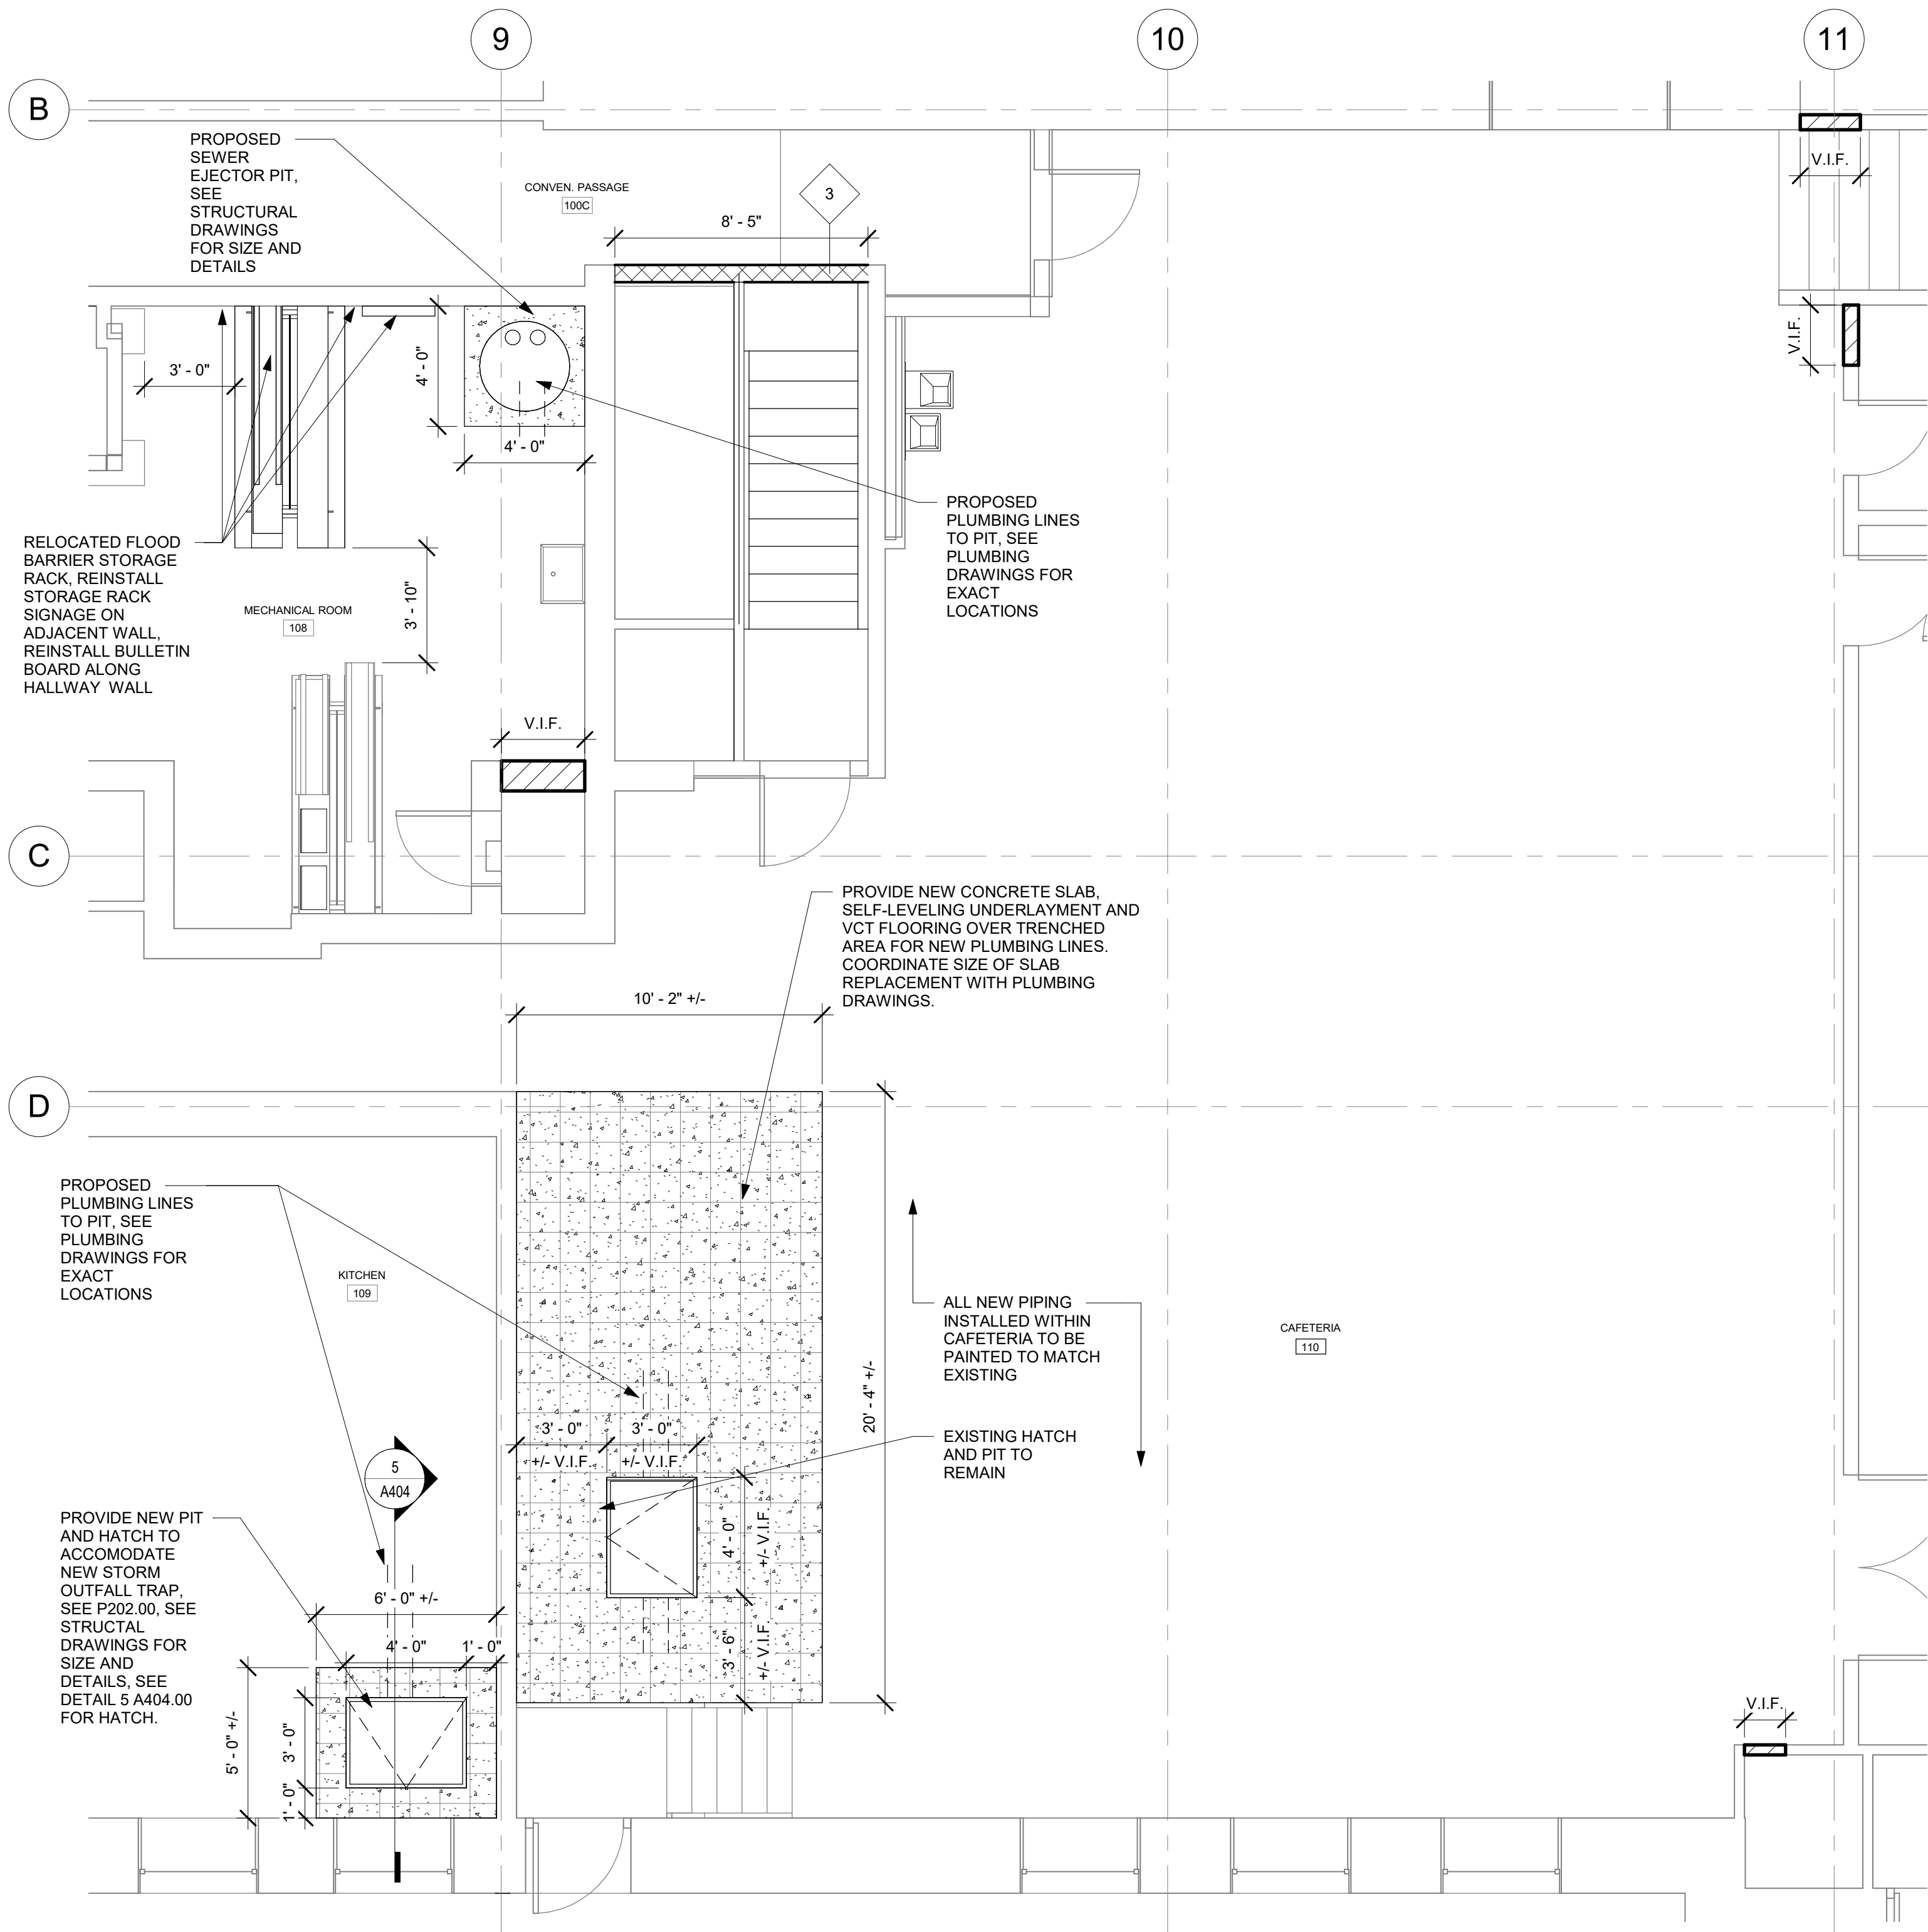 9
10
11
B
PROPOSED
SEWER
EJECTOR PIT,
SEE
STRUCTURAL
DRAWINGS
FOR SIZE AND
DETAILS
CONVEN. PASSAGE
100C
3
8' - 5"
V.I.F.
V.I.F.
3' - 0"
4' - 0"
4' - 0"
PROPOSED
PLUMBING LINES
TO PIT, SEE
PLUMBING
DRAWINGS FOR
EXACT
LOCATIONS
RELOCATED FLOOD
BARRIER STORAGE
RACK, REINSTALL
STORAGE RACK
SIGNAGE ON
ADJACENT WALL,
REINSTALL BULLETIN
BOARD ALONG
HALLWAY WALL
MECHANICAL ROOM
108
3' - 10"
V.I.F.
C
PROVIDE NEW CONCRETE SLAB,
SELF-LEVELING UNDERLAYMENT AND
VCT FLOORING OVER TRENCHED
AREA FOR NEW PLUMBING LINES.
COORDINATE SIZE OF SLAB
REPLACEMENT WITH PLUMBING
DRAWINGS.
10' - 2" +/-
D
PROPOSED
PLUMBING LINES
TO PIT, SEE
PLUMBING
DRAWINGS FOR
EXACT
LOCATIONS
KITCHEN
109
ALL NEW PIPING
INSTALLED WITHIN
CAFETERIA TO BE
PAINTED TO MATCH
EXISTING
CAFETERIA
110
20' - 4" +/-
3' - 0"
+/- V.I.F.
3' - 0"
+/- V.I.F.
EXISTING HATCH
AND PIT TO
REMAIN
5
A404
4' - 0"
+/- V.I.F.
3' - 6"
+/- V.I.F.
PROVIDE NEW PIT
AND HATCH TO
ACCOMODATE
NEW STORM
OUTFALL TRAP,
SEE P202.00, SEE
STRUCTAL
DRAWINGS FOR
SIZE AND
DETAILS, SEE
DETAIL 5 A404.00
FOR HATCH.
6' - 0" +/-
4' - 0"
1' - 0"
5' - 0" +/-
3' - 0"
1' - 0"
V.I.F.